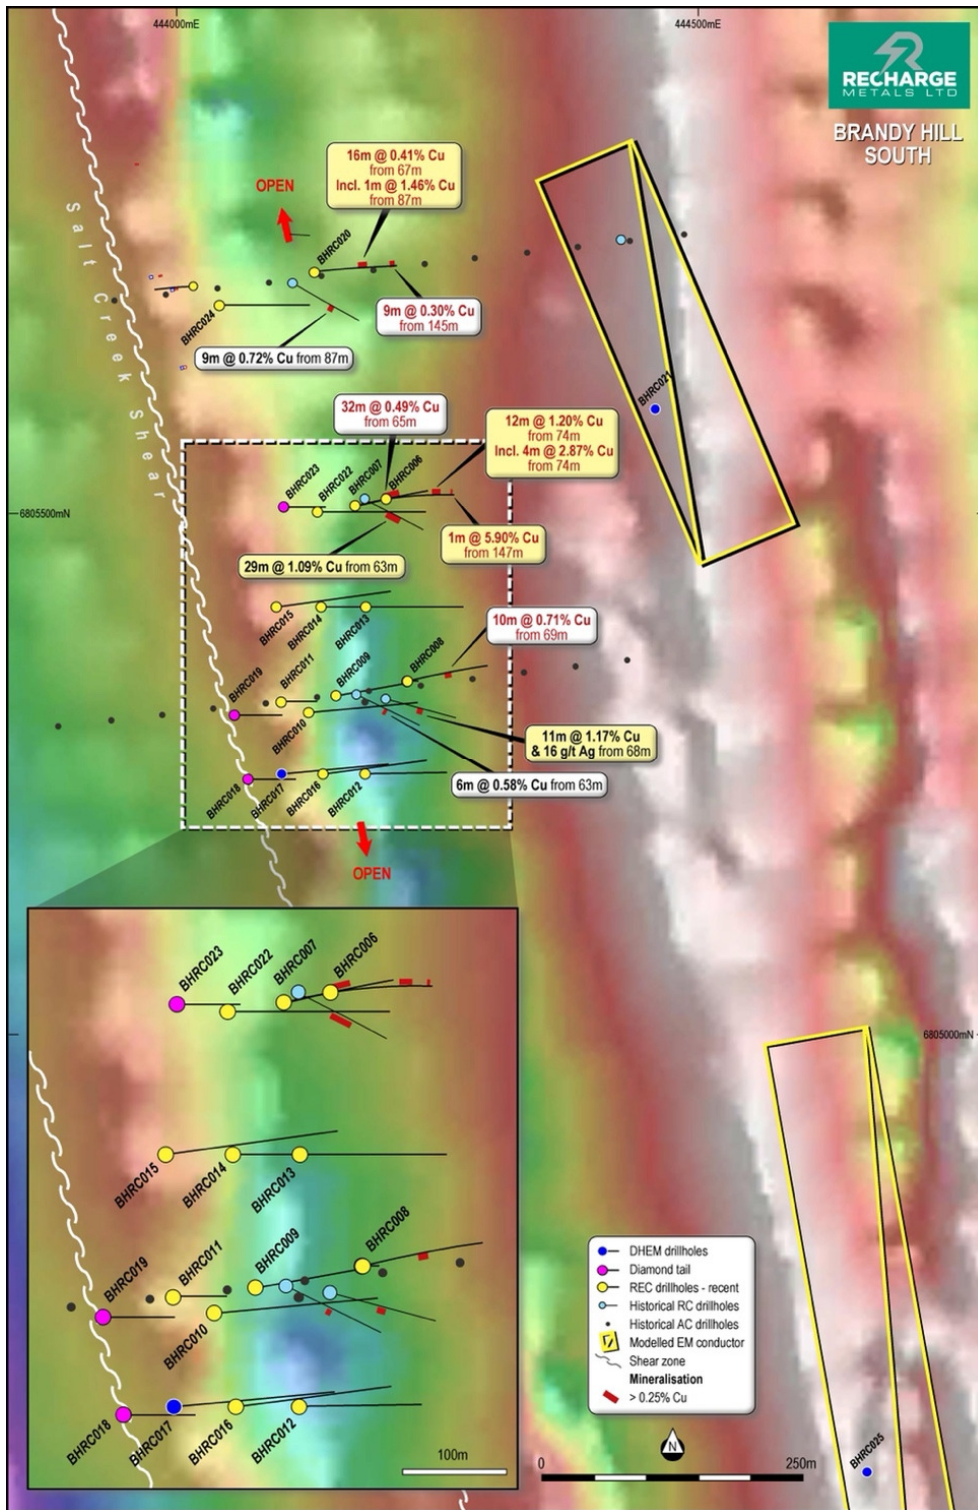 444000mE
444500mE
RECHARGE
METALS LTD
BRANDY HILL
SOUTH
16m @ 0.41% Cu
from 67m
Incl. 1m @ 1.46% Cu
from 87m
OPEN
BHRC020
Salt Creek Shear
BHRC024
9m @ 0.30% Cu
from 145m
9m @ 0.72% Cu from 87m
BHRC021
32m @ 0.49% Cu
from 65m
12m @ 1.20% Cu
from 74m
Incl. 4m @ 2.87% Cu
from 74m
BHRC023
BHRC022
BHRC007
BHRC006
6805500mN
1m @ 5.90% Cu
from 147m
29m @ 1.09% Cu from 63m
BHRC015
BHRC014
BHRC013
10m @ 0.71% Cu
from 69m
BHRC019
BHRC011
BHRC009
BHRC008
BHRC010
11m @ 1.17% Cu
& 16 g/t Ag from 68m
6m @ 0.58% Cu from 63m
BHRC018
BHRC017
BHRC016
BHRC012
OPEN
BHRC023
BHRC022
BHRC007
BHRC006
6805000mN
BHRC015
BHRC014
BHRC013
BHRC019
BHRC011
BHRC009
BHRC008
BHRC010
BHRC018
BHRC017
BHRC016
BHRC012
100m
DHEM drillholes
Diamond tail
REC drillholes - recent
Historical RC drillholes
Historical AC drillholes
Modelled EM conductor
Shear zone
Mineralisation
> 0.25% Cu
N
0
250m
BHRC025